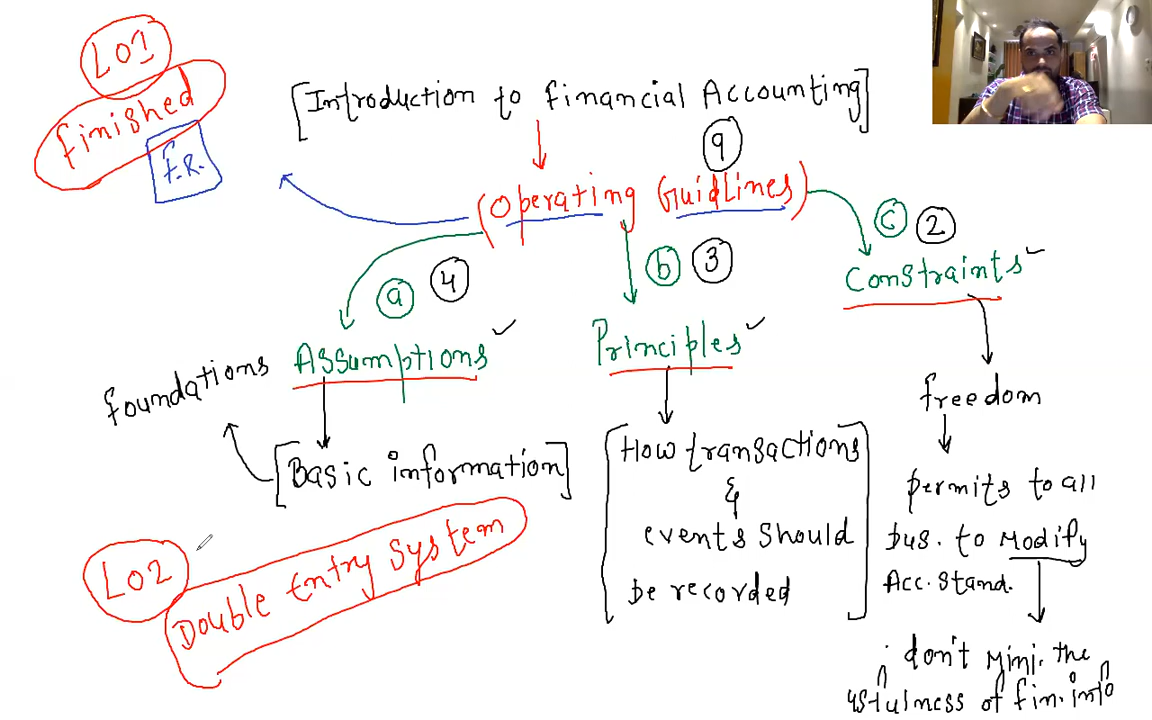 LO1
Finished
F.R.
[Introduction to Financial Accounting]
9
(Operating Guidlines)
a 4
b 3
c 2
Assumptions
Principles
Constraints
foundations
[Basic information]
[How transactions
&
events should
be recorded]
freedom
permits to all
bus. to Modify
Acc. Stand.
don't Mini. the
usfulness of fin. info
LO2
Double Entry System